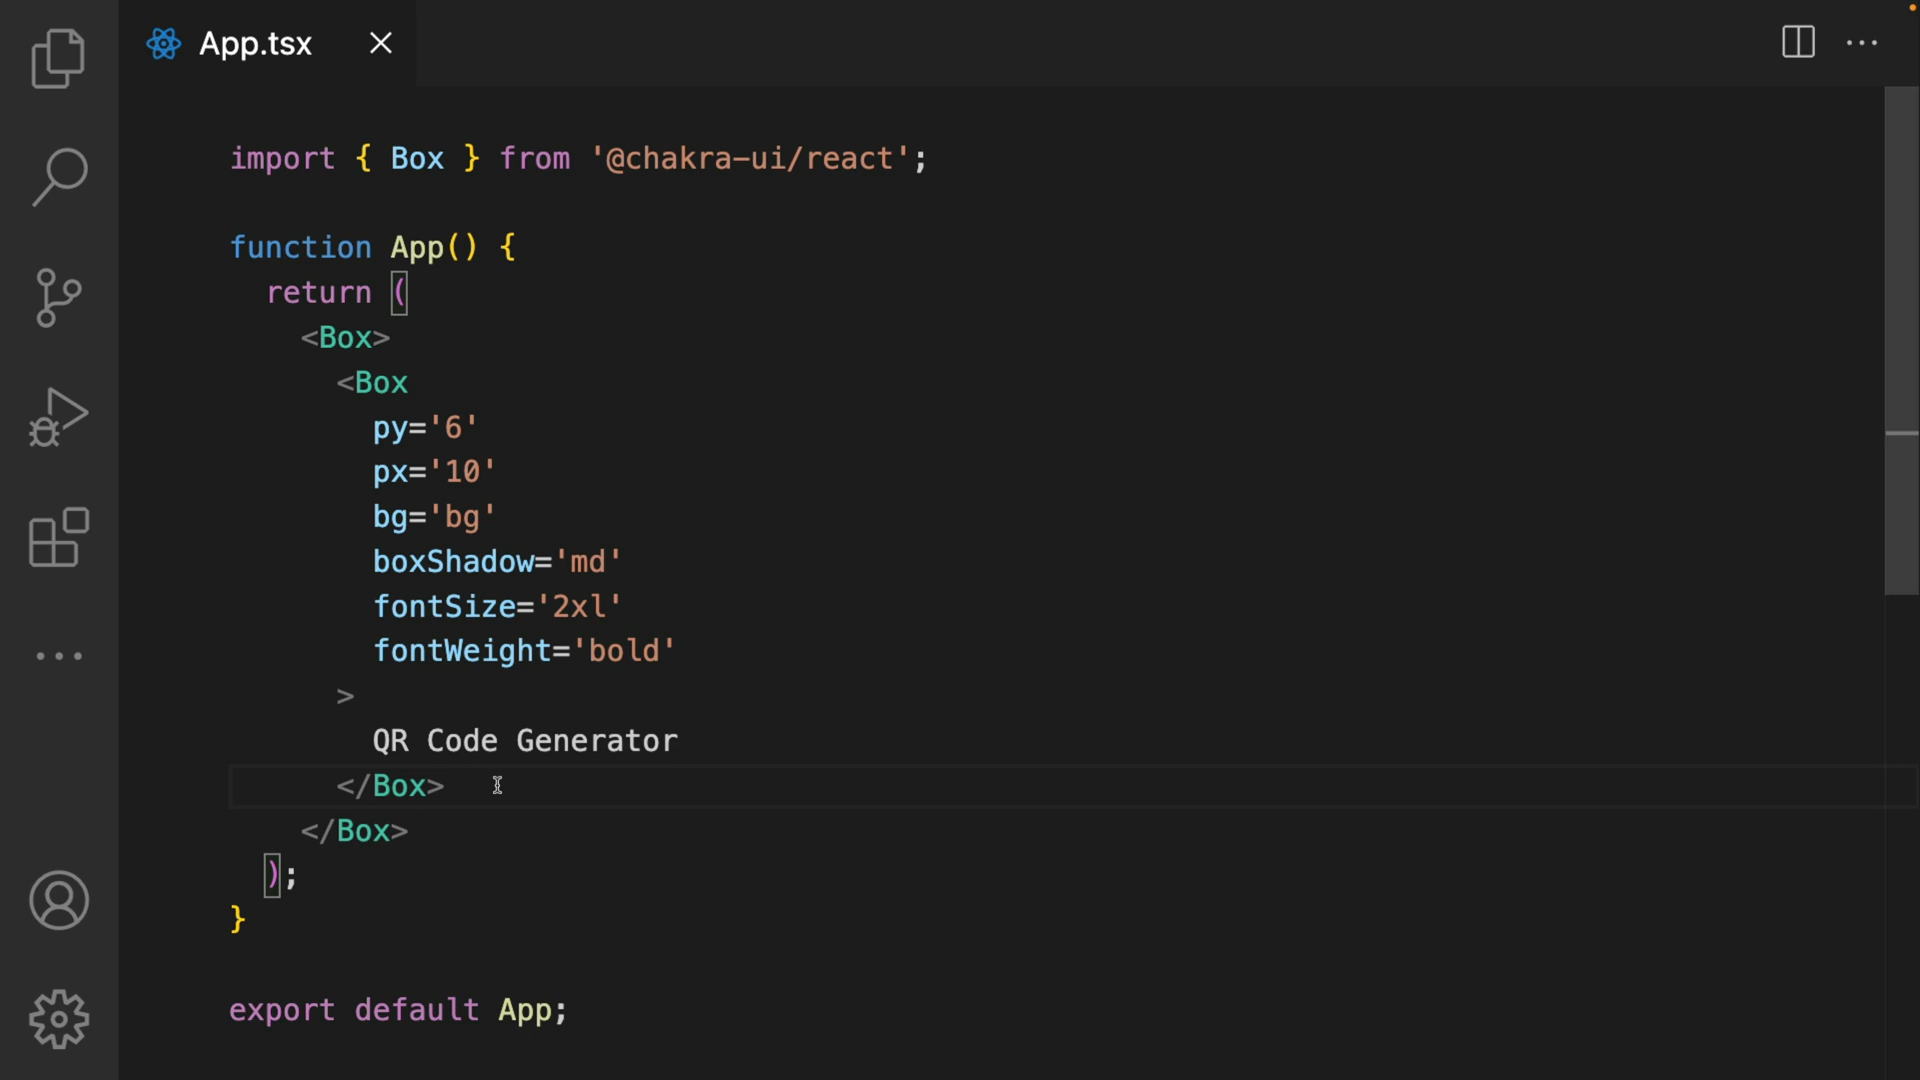 App.tsx
import { Box } from '@chakra-ui/react';
function App() {
return (
<Box>
<Box
py='6'
px='10'
bg='bg'
boxShadow='md'
fontSize='2xl'
fontWeight='bold'
>
QR Code Generator
</Box>
</Box>
);
}
export default App;